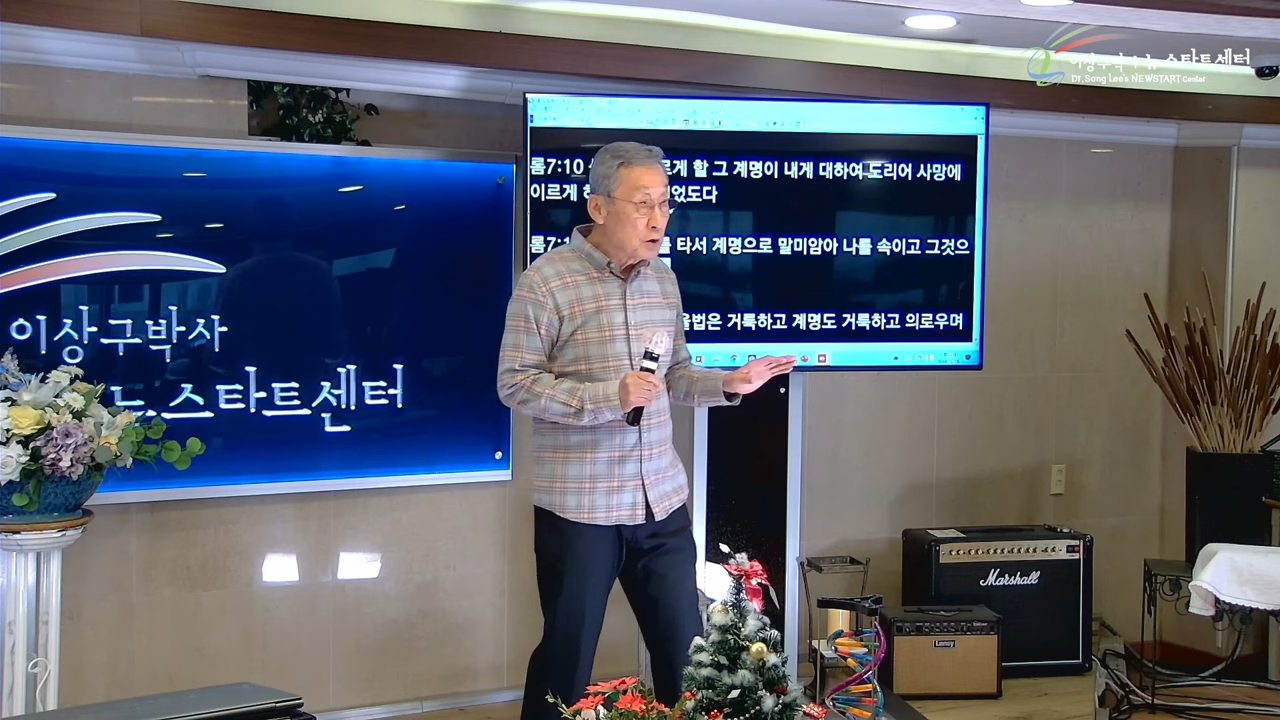 이상구박사 뉴스타트센터
Dr. Sang Lee's NEWSTART Center
롬7:10 게 할 그 계명이 내게 대하여 도리어 사망에
이르게 었도다
롬7:1 를 타서 계명으로 말미암아 나를 속이고 그것으
율법은 거룩하고 계명도 거룩하고 의로우며
이상구박사
뉴스타트센터
Marshall
Laney